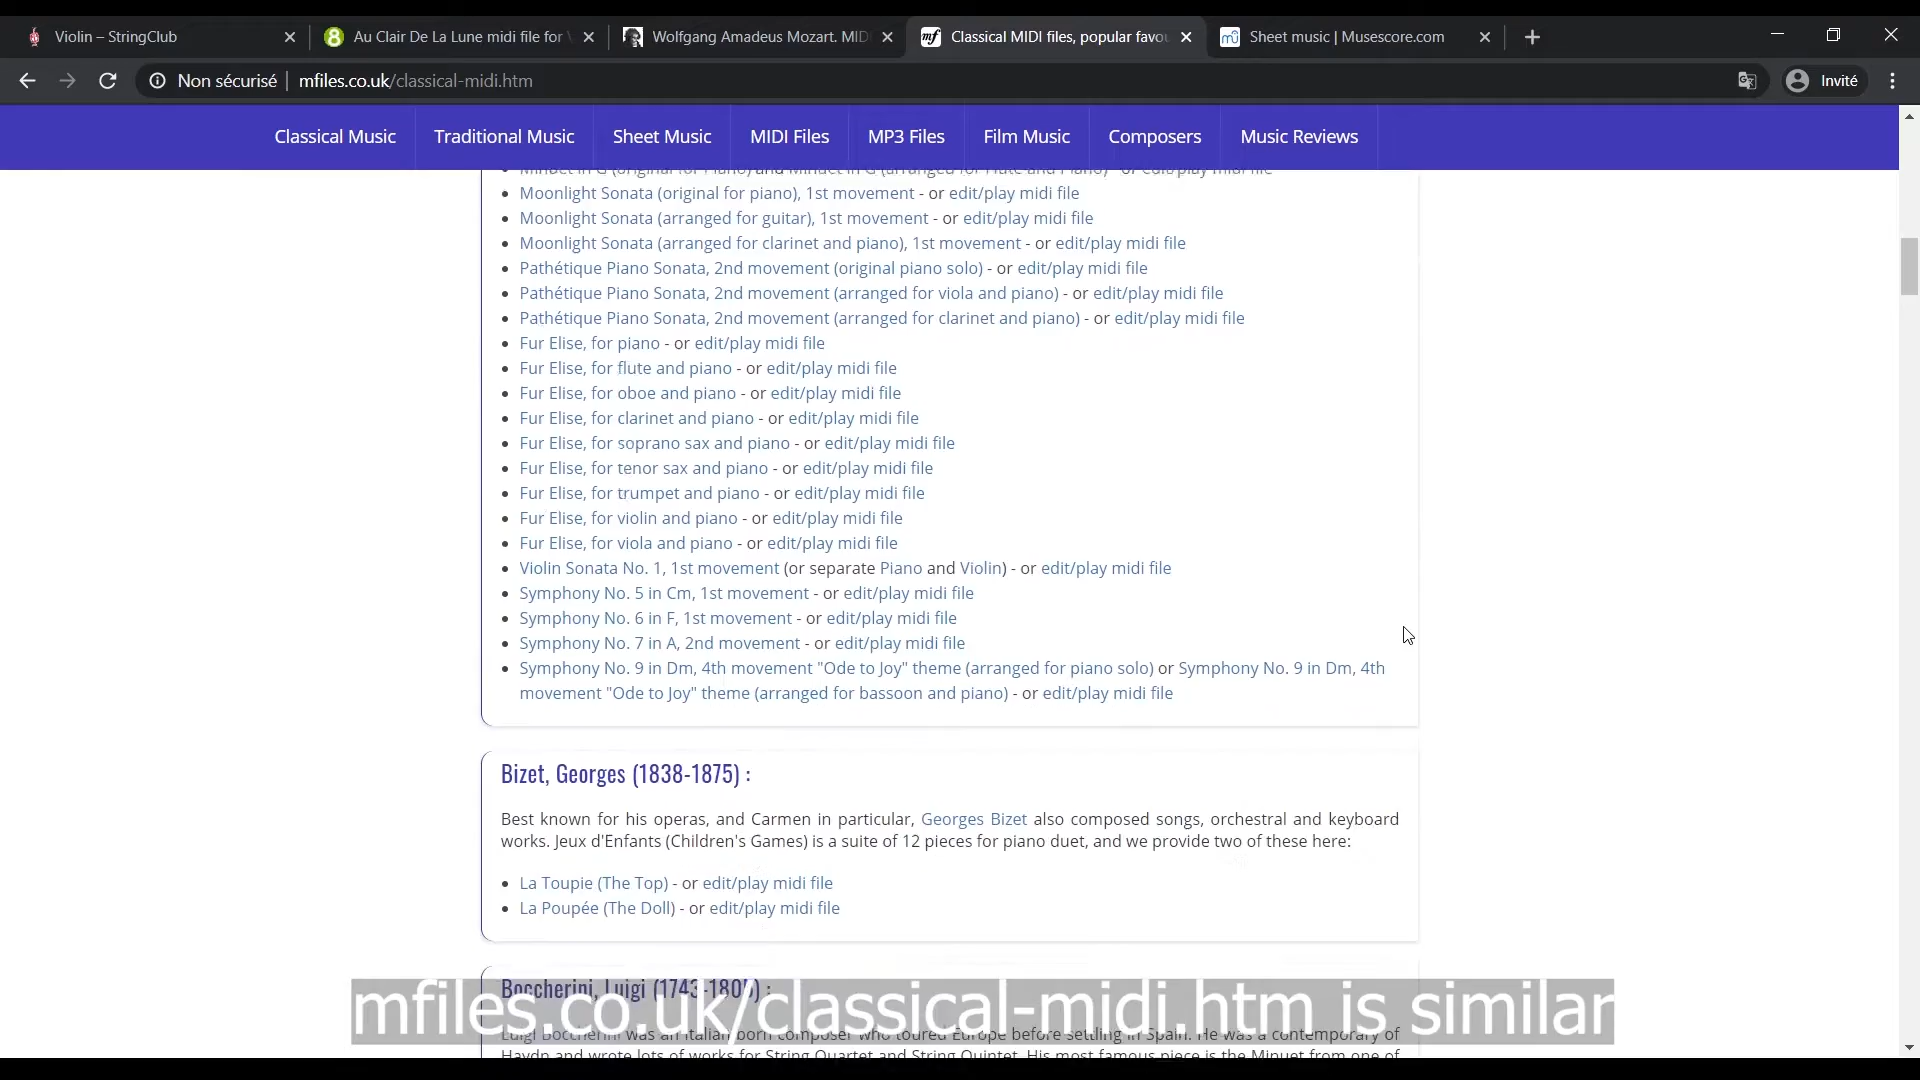 Violin – StringClub
Au Clair De La Lune midi file for
Wolfgang Amadeus Mozart. MID
Classical MIDI files, popular favou
Sheet music | Musescore.com
Non sécurisé
mfiles.co.uk/classical-midi.htm
Invité
Classical Music
Traditional Music
Sheet Music
MIDI Files
MP3 Files
Film Music
Composers
Music Reviews
Minuet in G (original for Piano) and Minuet in G (arranged for Flute and Piano) - or edit/play midi file
Moonlight Sonata (original for piano), 1st movement - or edit/play midi file
Moonlight Sonata (arranged for guitar), 1st movement - or edit/play midi file
Moonlight Sonata (arranged for clarinet and piano), 1st movement - or edit/play midi file
Pathétique Piano Sonata, 2nd movement (original piano solo) - or edit/play midi file
Pathétique Piano Sonata, 2nd movement (arranged for viola and piano) - or edit/play midi file
Pathétique Piano Sonata, 2nd movement (arranged for clarinet and piano) - or edit/play midi file
Fur Elise, for piano - or edit/play midi file
Fur Elise, for flute and piano - or edit/play midi file
Fur Elise, for oboe and piano - or edit/play midi file
Fur Elise, for clarinet and piano - or edit/play midi file
Fur Elise, for soprano sax and piano - or edit/play midi file
Fur Elise, for tenor sax and piano - or edit/play midi file
Fur Elise, for trumpet and piano - or edit/play midi file
Fur Elise, for violin and piano - or edit/play midi file
Fur Elise, for viola and piano - or edit/play midi file
Violin Sonata No. 1, 1st movement (or separate Piano and Violin) - or edit/play midi file
Symphony No. 5 in Cm, 1st movement - or edit/play midi file
Symphony No. 6 in F, 1st movement - or edit/play midi file
Symphony No. 7 in A, 2nd movement - or edit/play midi file
Symphony No. 9 in Dm, 4th movement "Ode to Joy" theme (arranged for piano solo) or Symphony No. 9 in Dm, 4th
movement "Ode to Joy" theme (arranged for bassoon and piano) - or edit/play midi file
Bizet, Georges (1838-1875) :
Best known for his operas, and Carmen in particular, Georges Bizet also composed songs, orchestral and keyboard
works. Jeux d'Enfants (Children's Games) is a suite of 12 pieces for piano duet, and we provide two of these here:
La Toupie (The Top) - or edit/play midi file
La Poupée (The Doll) - or edit/play midi file
Boccherini, Luigi (1743-1805) :
mfiles.co.uk/classical-midi.htm is similar
Luigi Boccherini was an Italian born composer who toured Europe before settling in Spain. He was a contemporary of
Haydn and wrote lots of works for String Quartet and String Quintet. His most famous piece is the Minuet from one of